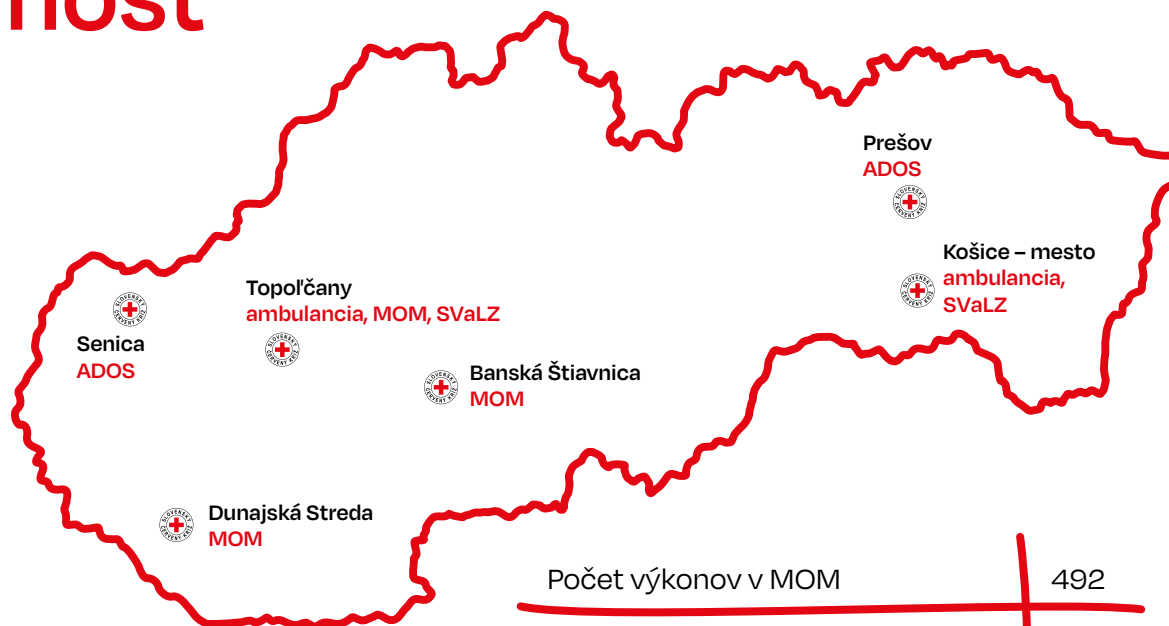 nosť
Prešov
ADOS
Košice – mesto
ambulancia,
SVaLZ
Topoľčany
ambulancia, MOM, SVaLZ
Senica
ADOS
Banská Štiavnica
MOM
Dunajská Streda
MOM
Počet výkonov v MOM 492